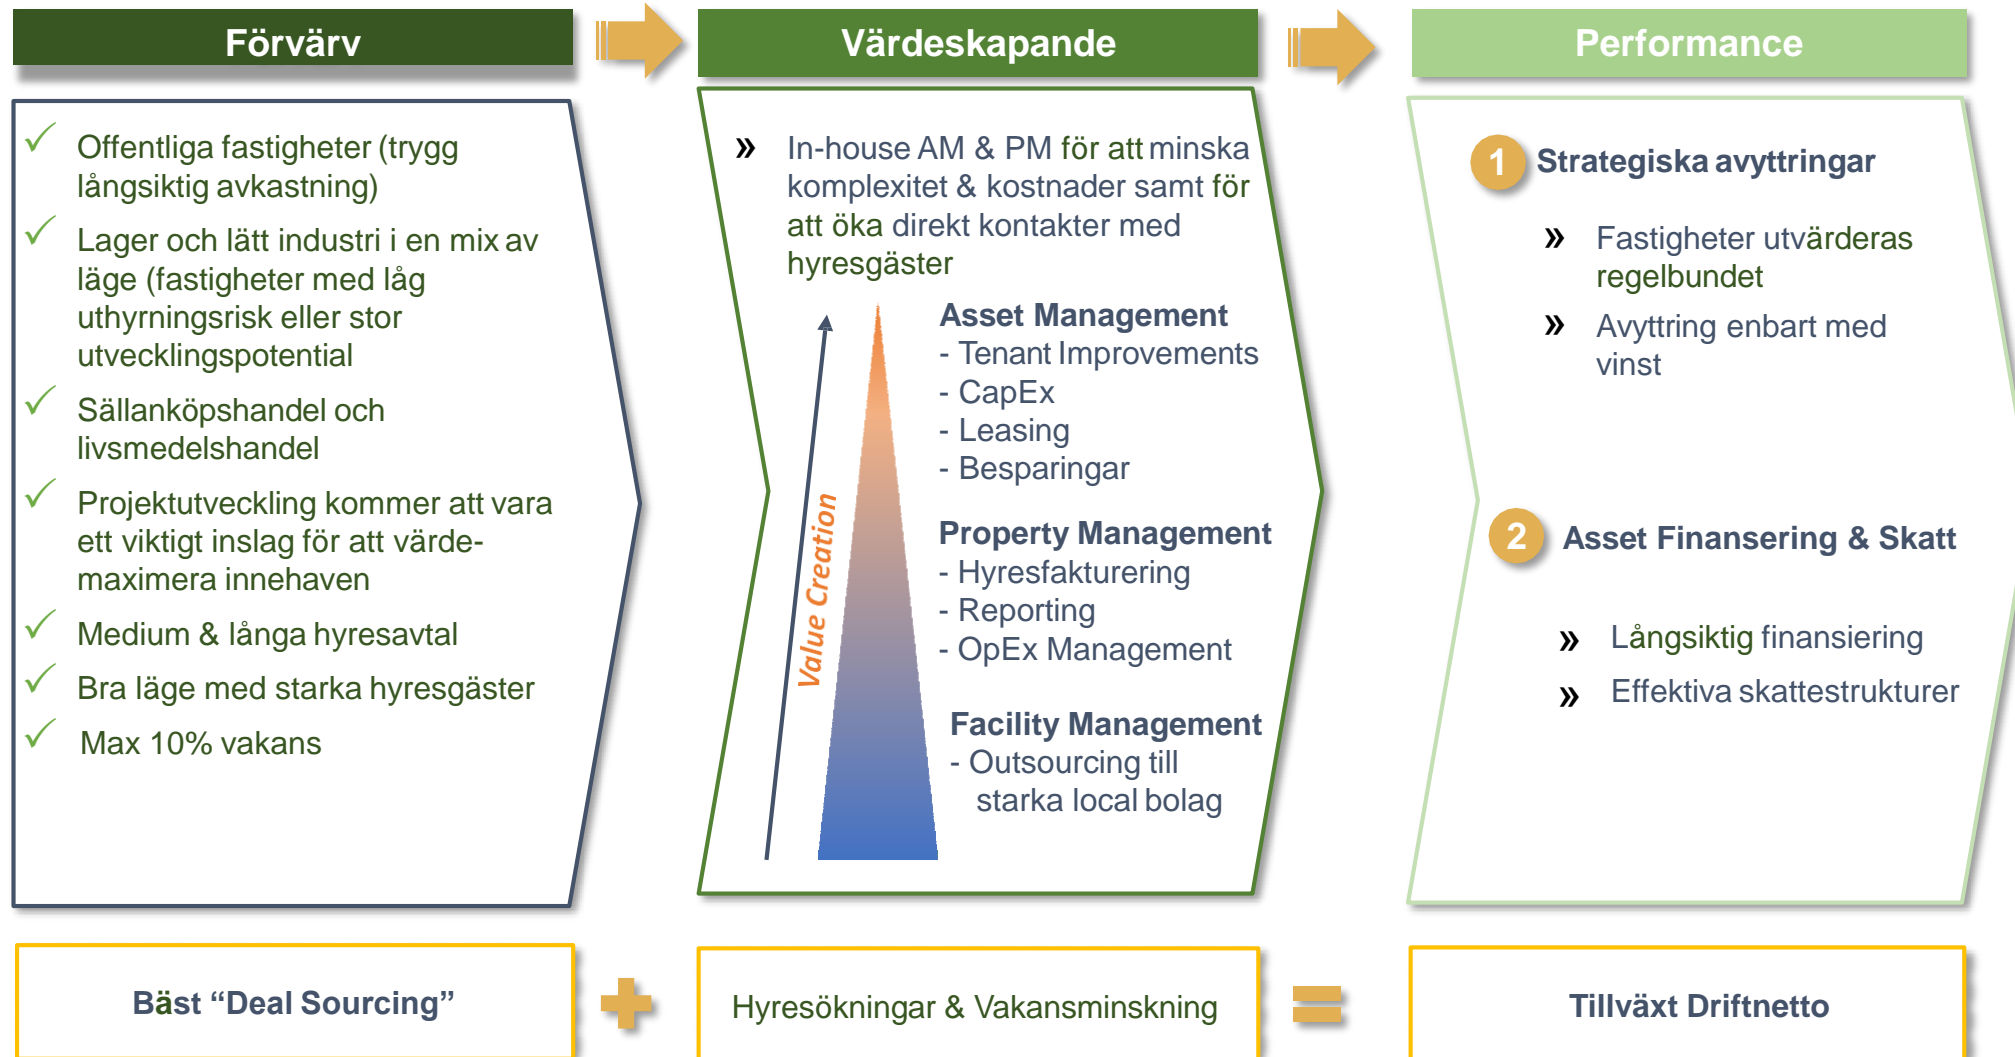 Förvärv
Offentliga fastigheter (trygg
långsiktig avkastning)
Lager och lätt industri i en mix av
läge (fastigheter med låg
uthyrningsrisk eller stor
utvecklingspotential
Sällanköpshandel och
livsmedelshandel
Projektutveckling kommer att vara
ett viktigt inslag för att värde-
maximera innehaven
Medium & långa hyresavtal
Bra läge med starka hyresgäster
Max 10% vakans
Värdeskapande
» In-house AM & PM för att minska
komplexitet & kostnader samt för
att öka direkt kontakter med
hyresgäster
Value Creation
Asset Management
- Tenant Improvements
- CapEx
- Leasing
- Besparingar
Property Management
- Hyresfakturering
- Reporting
- OpEx Management
Facility Management
- Outsourcing till
starka local bolag
Performance
1 Strategiska avyttringar
» Fastigheter utvärderas
regelbundet
» Avyttring enbart med
vinst
2 Asset Finansering & Skatt
» Långsiktig finansiering
» Effektiva skattestrukturer
Bäst “Deal Sourcing”
Hyresökningar & Vakansminskning
Tillväxt Driftnetto